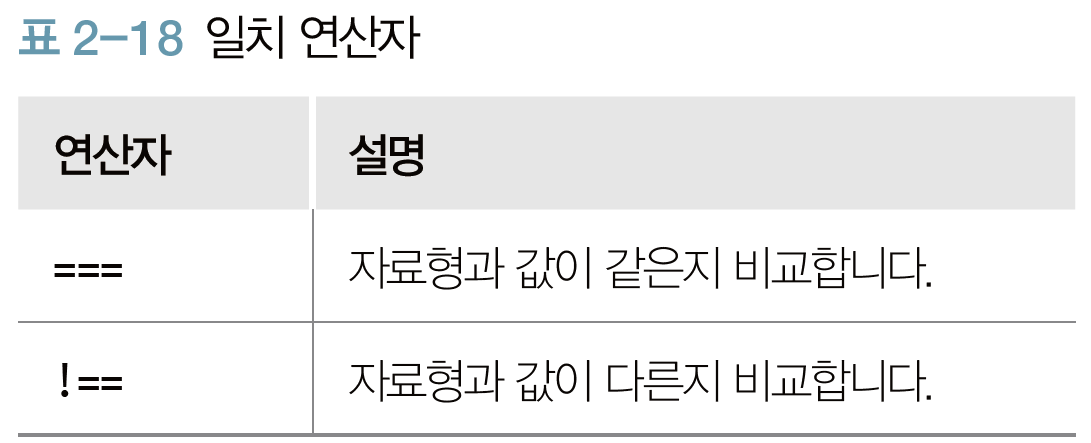 표 2-18 일치 연산자
연산자 설명
=== 자료형과 값이 같은지 비교합니다.
!== 자료형과 값이 다른지 비교합니다.